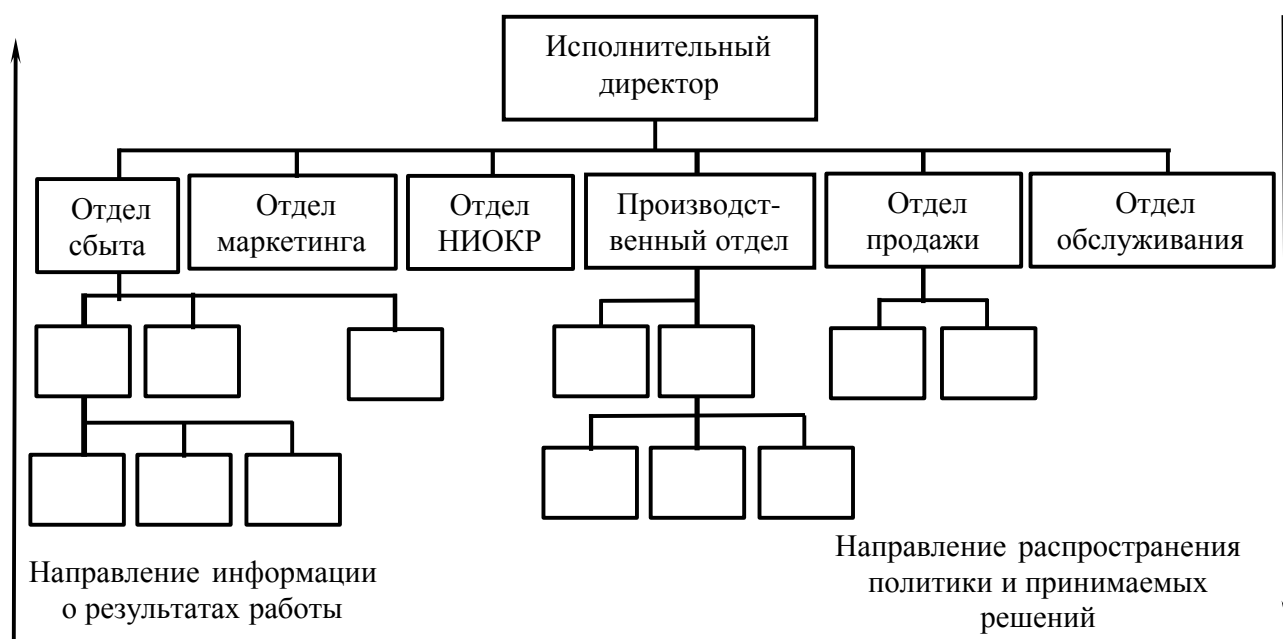 Исполнительный
директор
Отдел
сбыта
Отдел
маркетинга
Отдел
НИОКР
Производст-
венный отдел
Отдел
продажи
Отдел
обслуживания
Направление информации
о результатах работы
Направление распространения
политики и принимаемых
решений